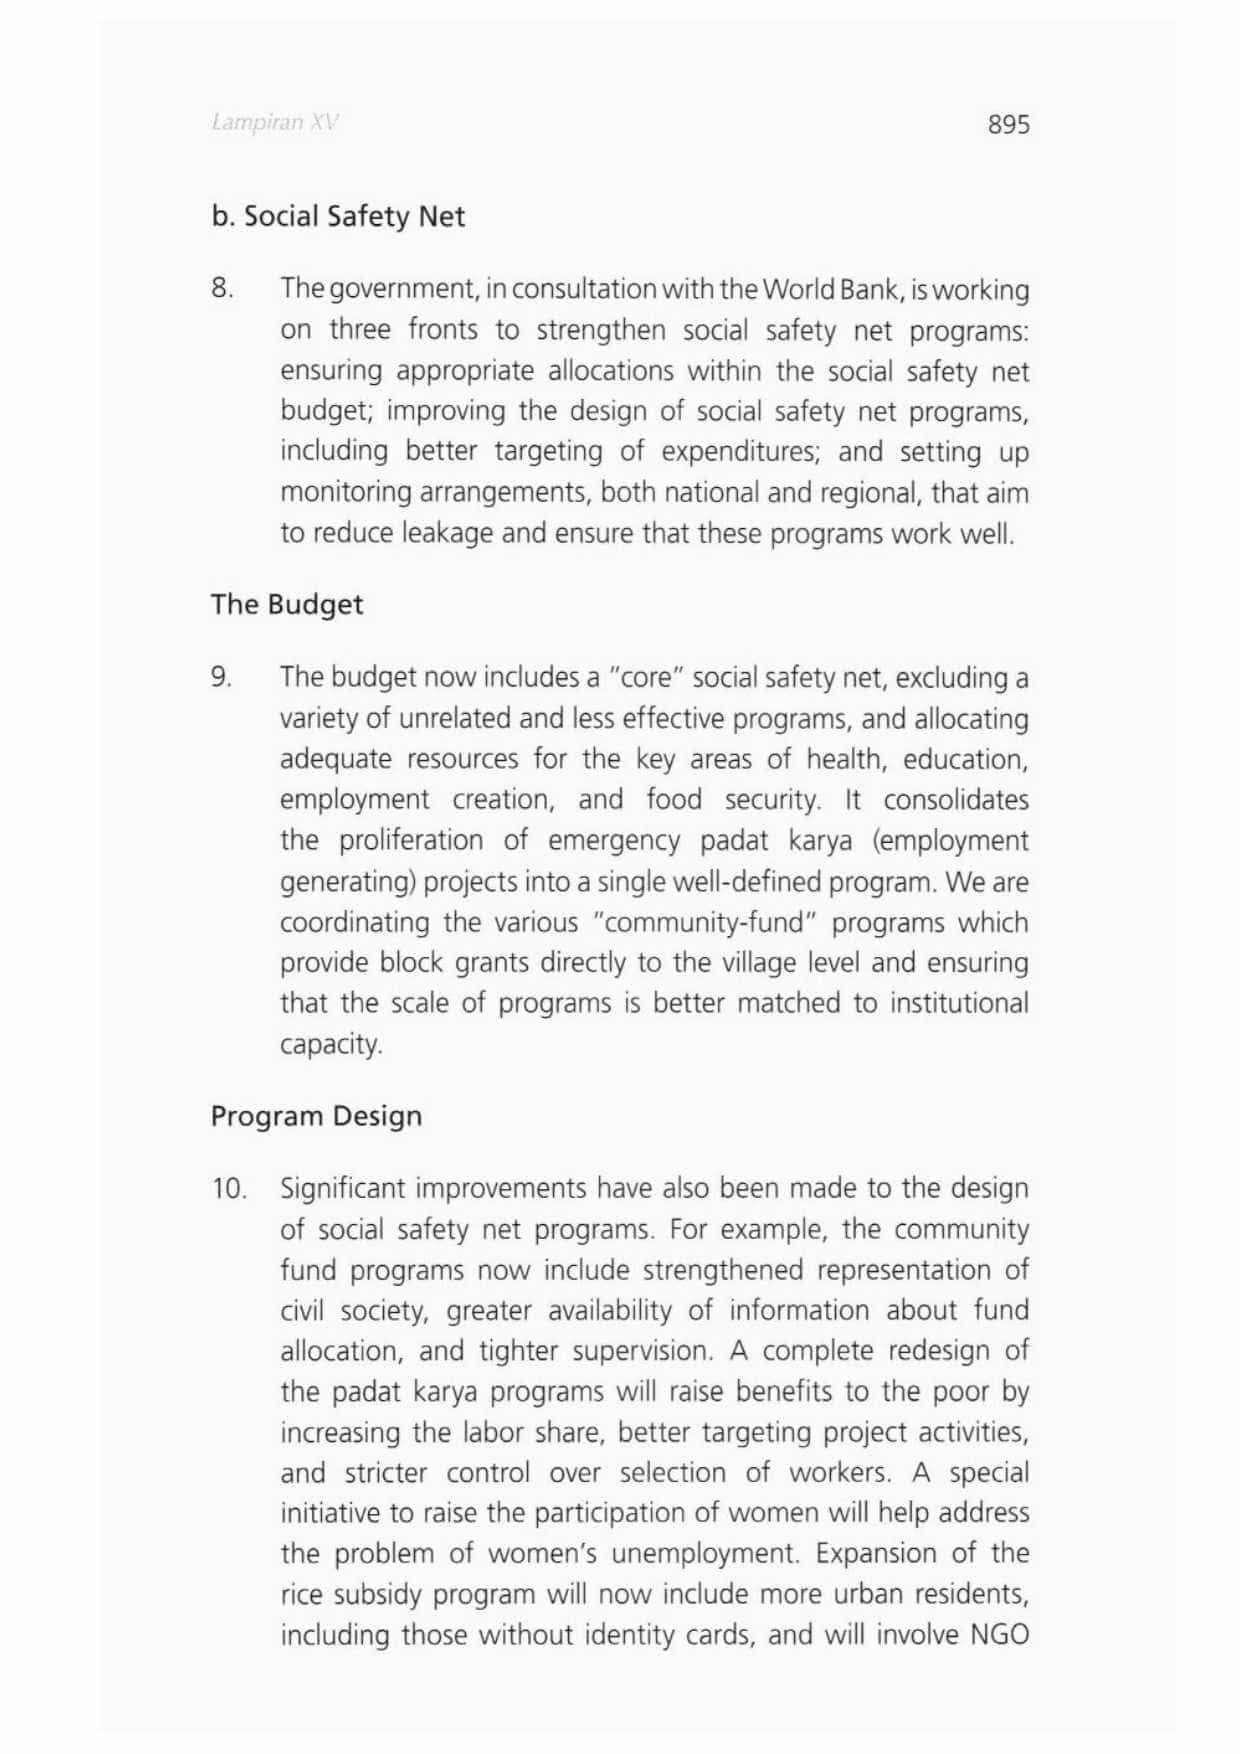 Lampiran XV
895
b. Social Safety Net
8. The government, in consultation with the World Bank, is working
on three fronts to strengthen social safety net programs:
ensuring appropriate allocations within the social safety net
budget; improving the design of social safety net programs,
including better targeting of expenditures; and setting up
monitoring arrangements, both national and regional, that aim
to reduce leakage and ensure that these programs work well.
The Budget
9. The budget now includes a "core" social safety net, excluding a
variety of unrelated and less effective programs, and allocating
adequate resources for the key areas of health, education,
employment creation, and food security. It consolidates
the proliferation of emergency padat karya (employment
generating) projects into a single well-defined program. We are
coordinating the various "community-fund" programs which
provide block grants directly to the village level and ensuring
that the scale of programs is better matched to institutional
capacity.
Program Design
10. Significant improvements have also been made to the design
of social safety net programs. For example, the community
fund programs now include strengthened representation of
civil society, greater availability of information about fund
allocation, and tighter supervision. A complete redesign of
the padat karya programs will raise benefits to the poor by
increasing the labor share, better targeting project activities,
and stricter control over selection of workers. A special
initiative to raise the participation of women will help address
the problem of women's unemployment. Expansion of the
rice subsidy program will now include more urban residents,
including those without identity cards, and will involve NGO